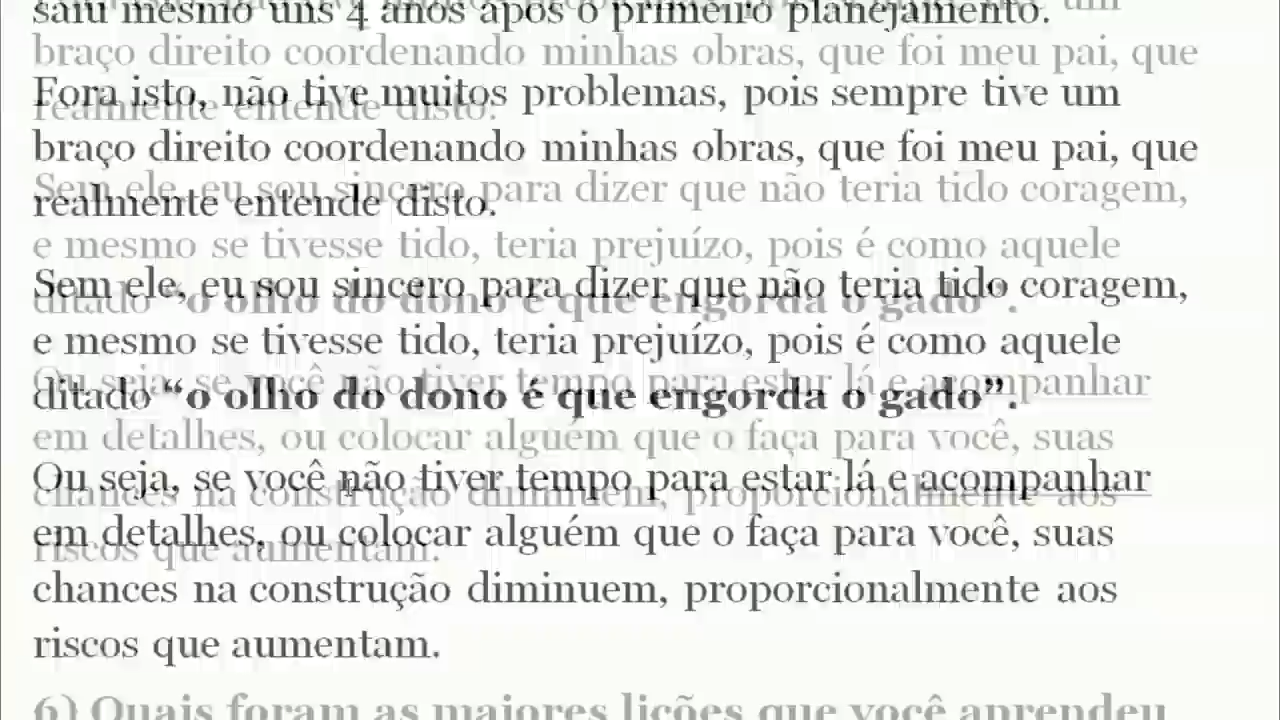 saiu mesmo uns 4 anos após o primeiro planejamento.
Fora isto, não tive muitos problemas, pois sempre tive um
braço direito coordenando minhas obras, que foi meu pai, que
realmente entende disto.
Sem ele, eu sou sincero para dizer que não teria tido coragem,
e mesmo se tivesse tido, teria prejuízo, pois é como aquele
ditado “o olho do dono é que engorda o gado”.
Ou seja, se você não tiver tempo para estar lá e acompanhar
em detalhes, ou colocar alguém que o faça para você, suas
chances na construção diminuem, proporcionalmente aos
riscos que aumentam.
6) Quais foram as maiores lições que você aprendeu